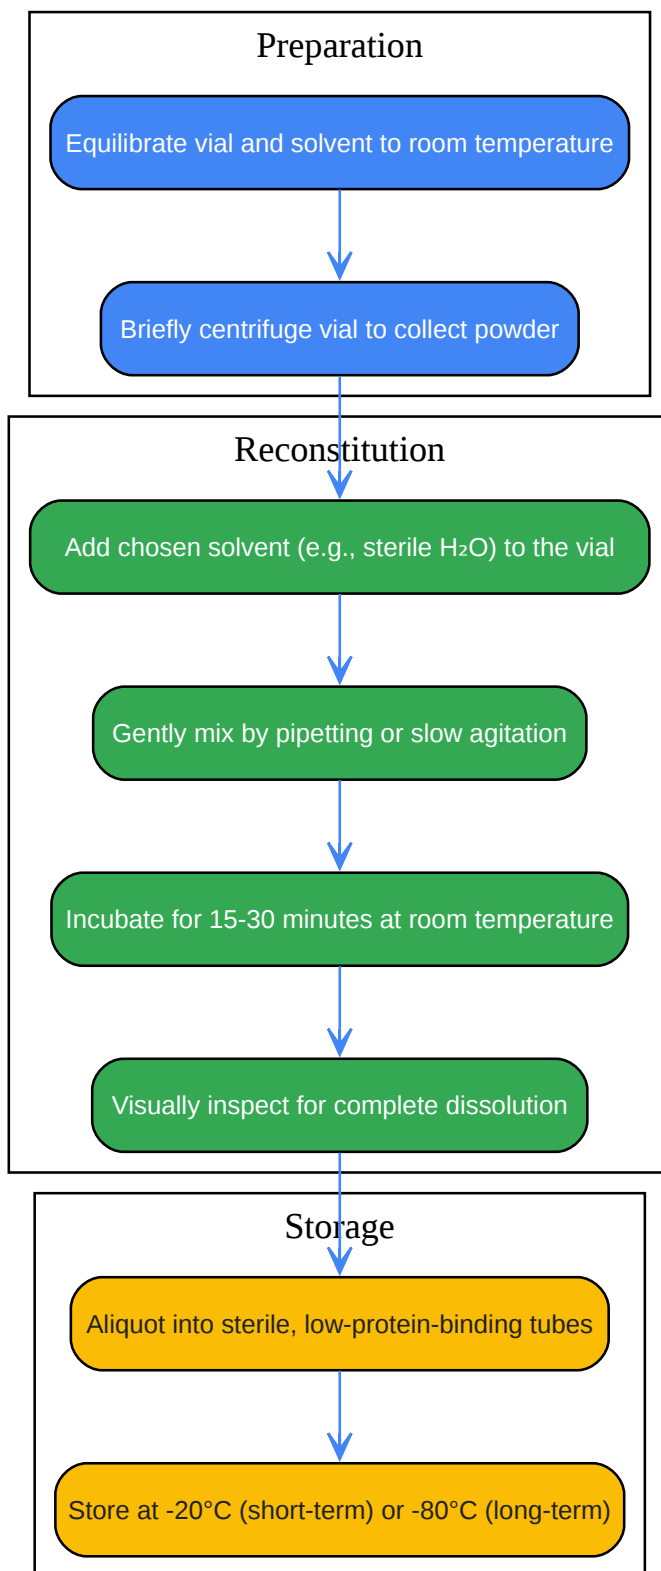 Preparation
Equilibrate vial and solvent to room temperature
Briefly centrifuge vial to collect powder
Reconstitution
Add chosen solvent (e.g., sterile H₂O) to the vial
Gently mix by pipetting or slow agitation
Incubate for 15-30 minutes at room temperature
Visually inspect for complete dissolution
Storage
Aliquot into sterile, low-protein-binding tubes
Store at -20°C (short-term) or -80°C (long-term)